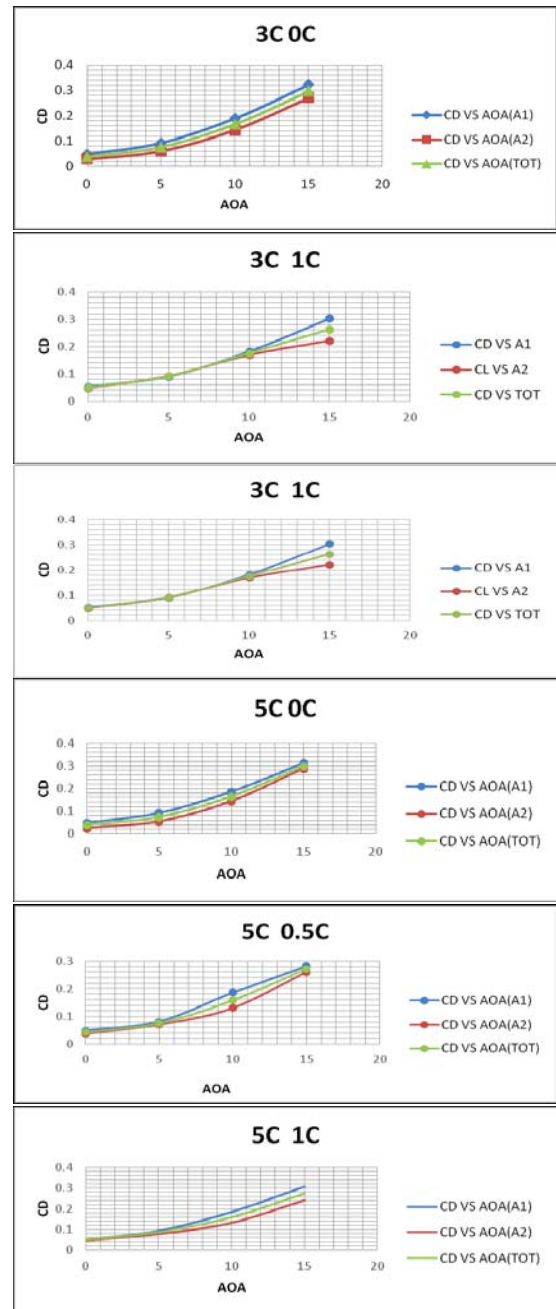 3C 0C
0.4
0.3
0.2
0.1
0
CD
0 5 10 15 20
AOA
CD VS AOA(A1)
CD VS AOA(A2)
CD VS AOA(TOT)
3C 1C
0.4
0.3
0.2
0.1
0
CD
0 5 10 15 20
AOA
CD VS A1
CL VS A2
CD VS TOT
3C 1C
0.4
0.3
0.2
0.1
0
CD
0 5 10 15 20
AOA
CD VS A1
CL VS A2
CD VS TOT
5C 0C
0.4
0.3
0.2
0.1
0
CD
0 5 10 15 20
AOA
CD VS AOA(A1)
CD VS AOA(A2)
CD VS AOA(TOT)
5C 0.5C
0.3
0.2
0.1
0
CD
0 5 10 15 20
AOA
CD VS AOA(A1)
CD VS AOA(A2)
CD VS AOA(TOT)
5C 1C
0.4
0.3
0.2
0.1
0
CD
0 5 10 15 20
AOA
CD VS AOA(A1)
CD VS AOA(A2)
CD VS AOA(TOT)